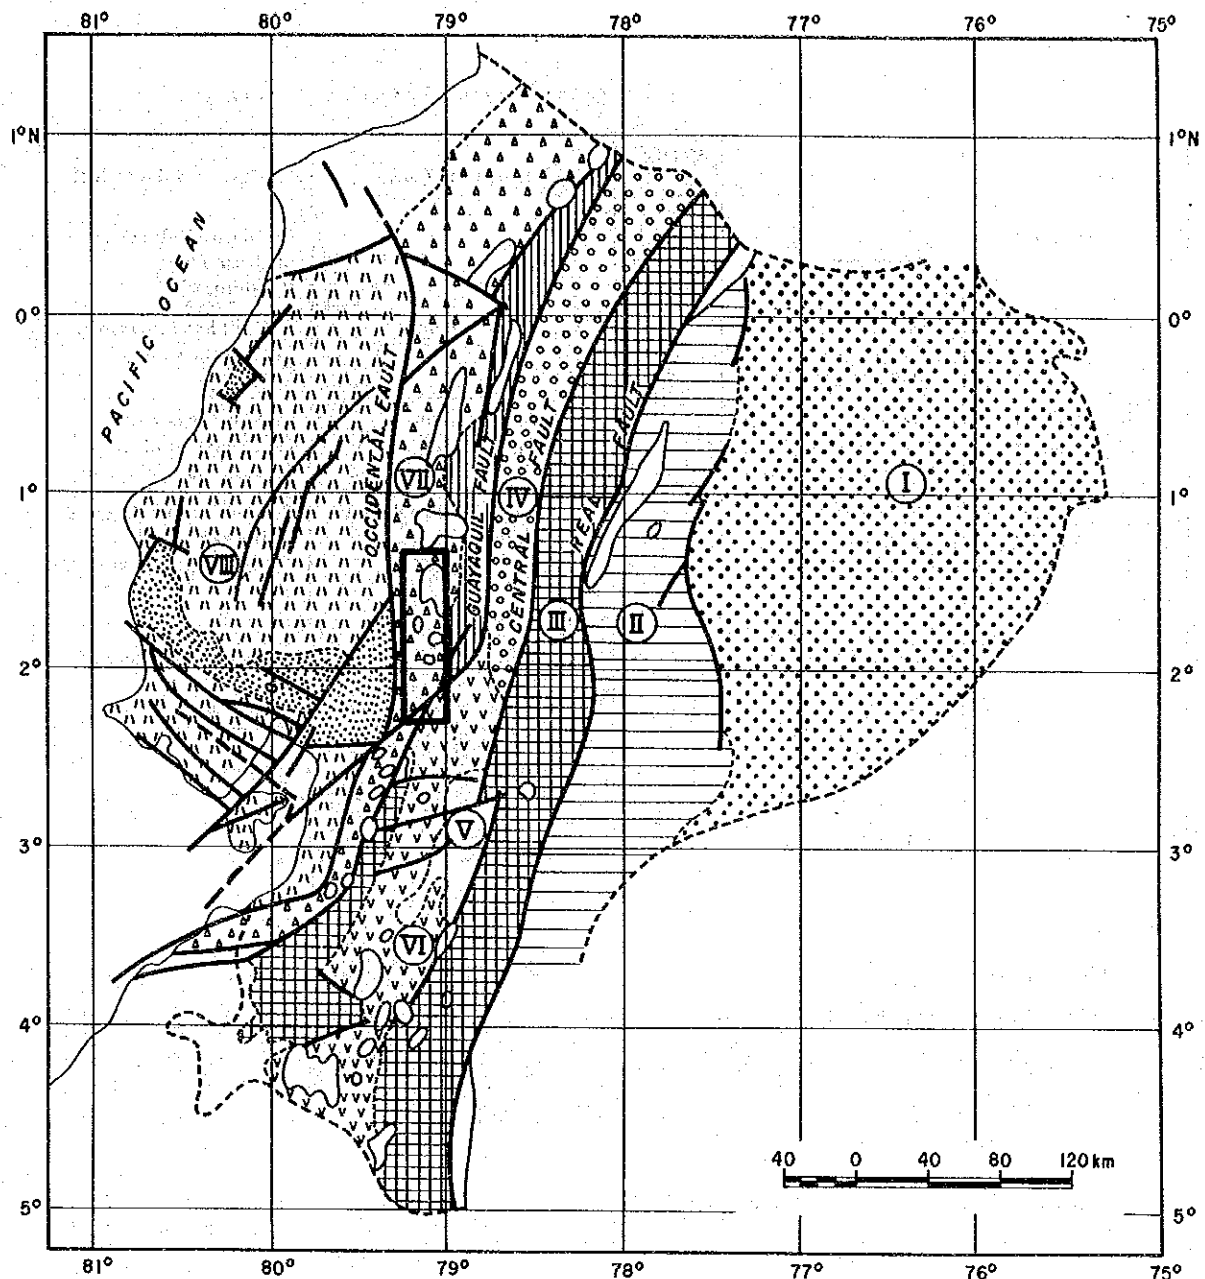 81° 80° 79° 78° 77° 76° 75°
1°N 1°N
PACIFIC OCEAN
0° 0°
OCCIDENTAL FAULT
GUAYAQUIL FAULT
CENTRAL FAULT
REAL FAULT
VII
IV
I
1° 1°
VIII
III
II
2° 2°
V
3° 3°
VI
4° 4°
40 0 40 80 120 km
5° 5°
81° 80° 79° 78° 77° 76° 75°